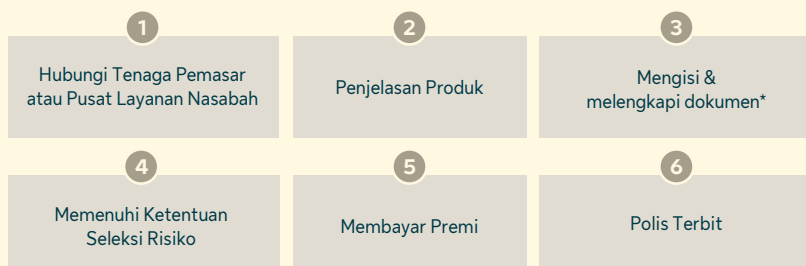 1
Hubungi Tenaga Pemasar
atau Pusat Layanan Nasabah
2
Penjelasan Produk
3
Mengisi &
melengkapi dokumen*
4
Memenuhi Ketentuan
Seleksi Risiko
5
Membayar Premi
6
Polis Terbit